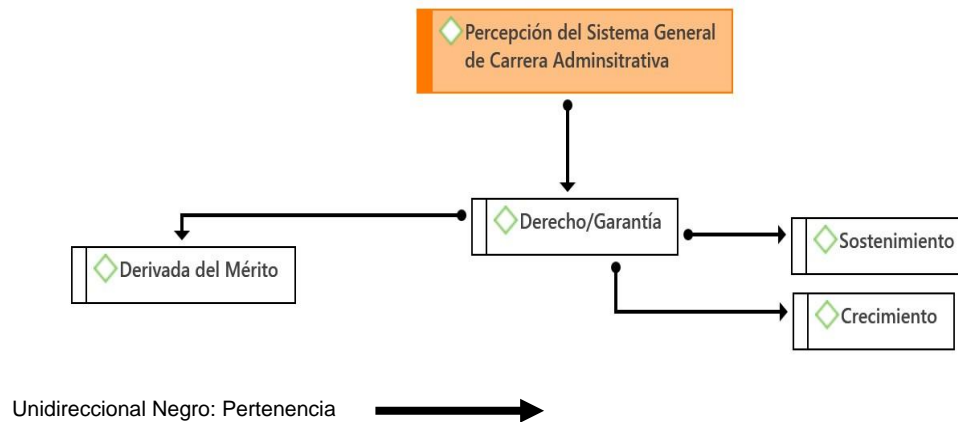 Percepción del Sistema General
de Carrera Adminsitrativa
Derecho/Garantía
Derivada del Mérito
Sostenimiento
Crecimiento
Unidireccional Negro: Pertenencia